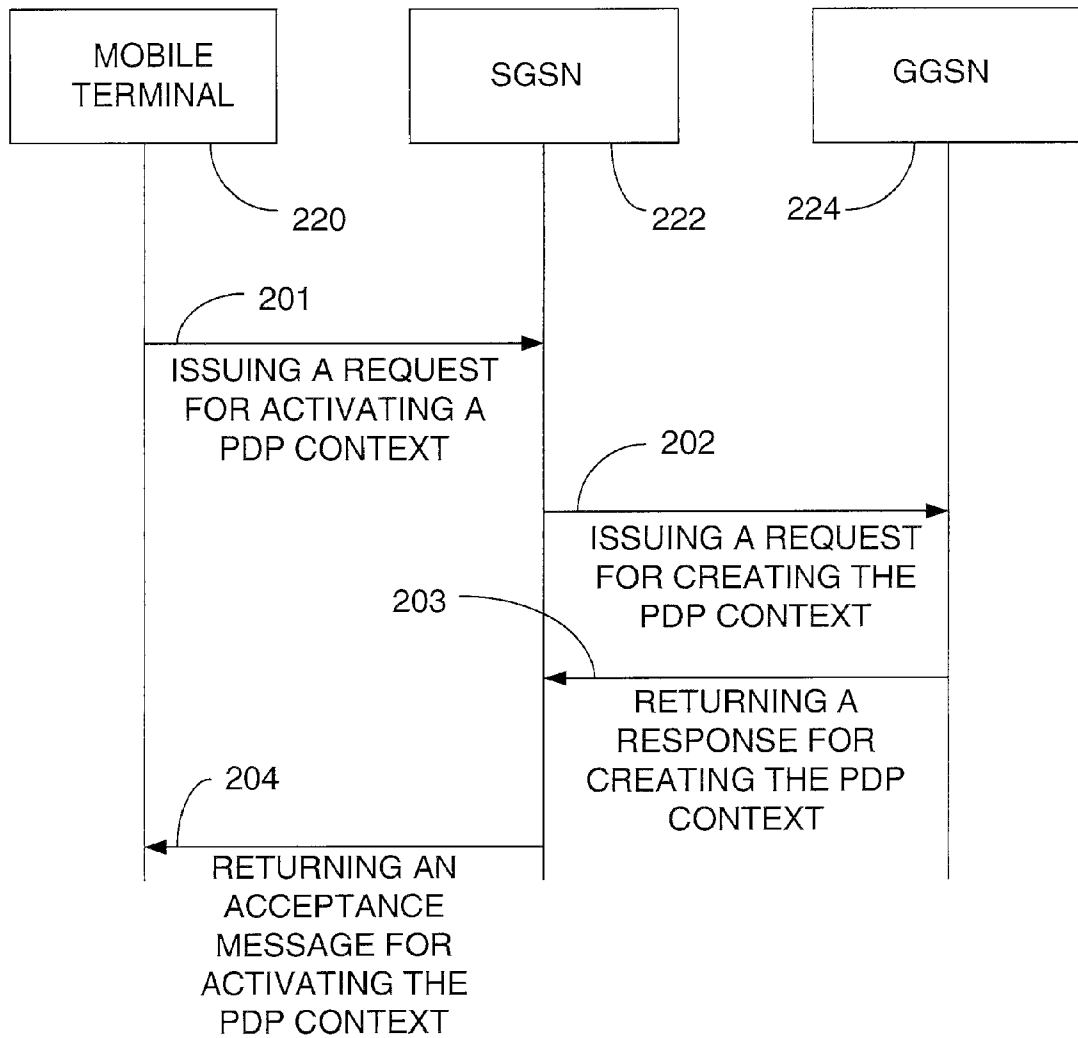 MOBILE
TERMINAL
SGSN
GGSN
220
222
224
201
ISSUING A REQUEST
FOR ACTIVATING A
PDP CONTEXT
202
ISSUING A REQUEST
FOR CREATING THE
PDP CONTEXT
203
RETURNING A
RESPONSE FOR
CREATING THE PDP
CONTEXT
204
RETURNING AN
ACCEPTANCE
MESSAGE FOR
ACTIVATING THE
PDP CONTEXT